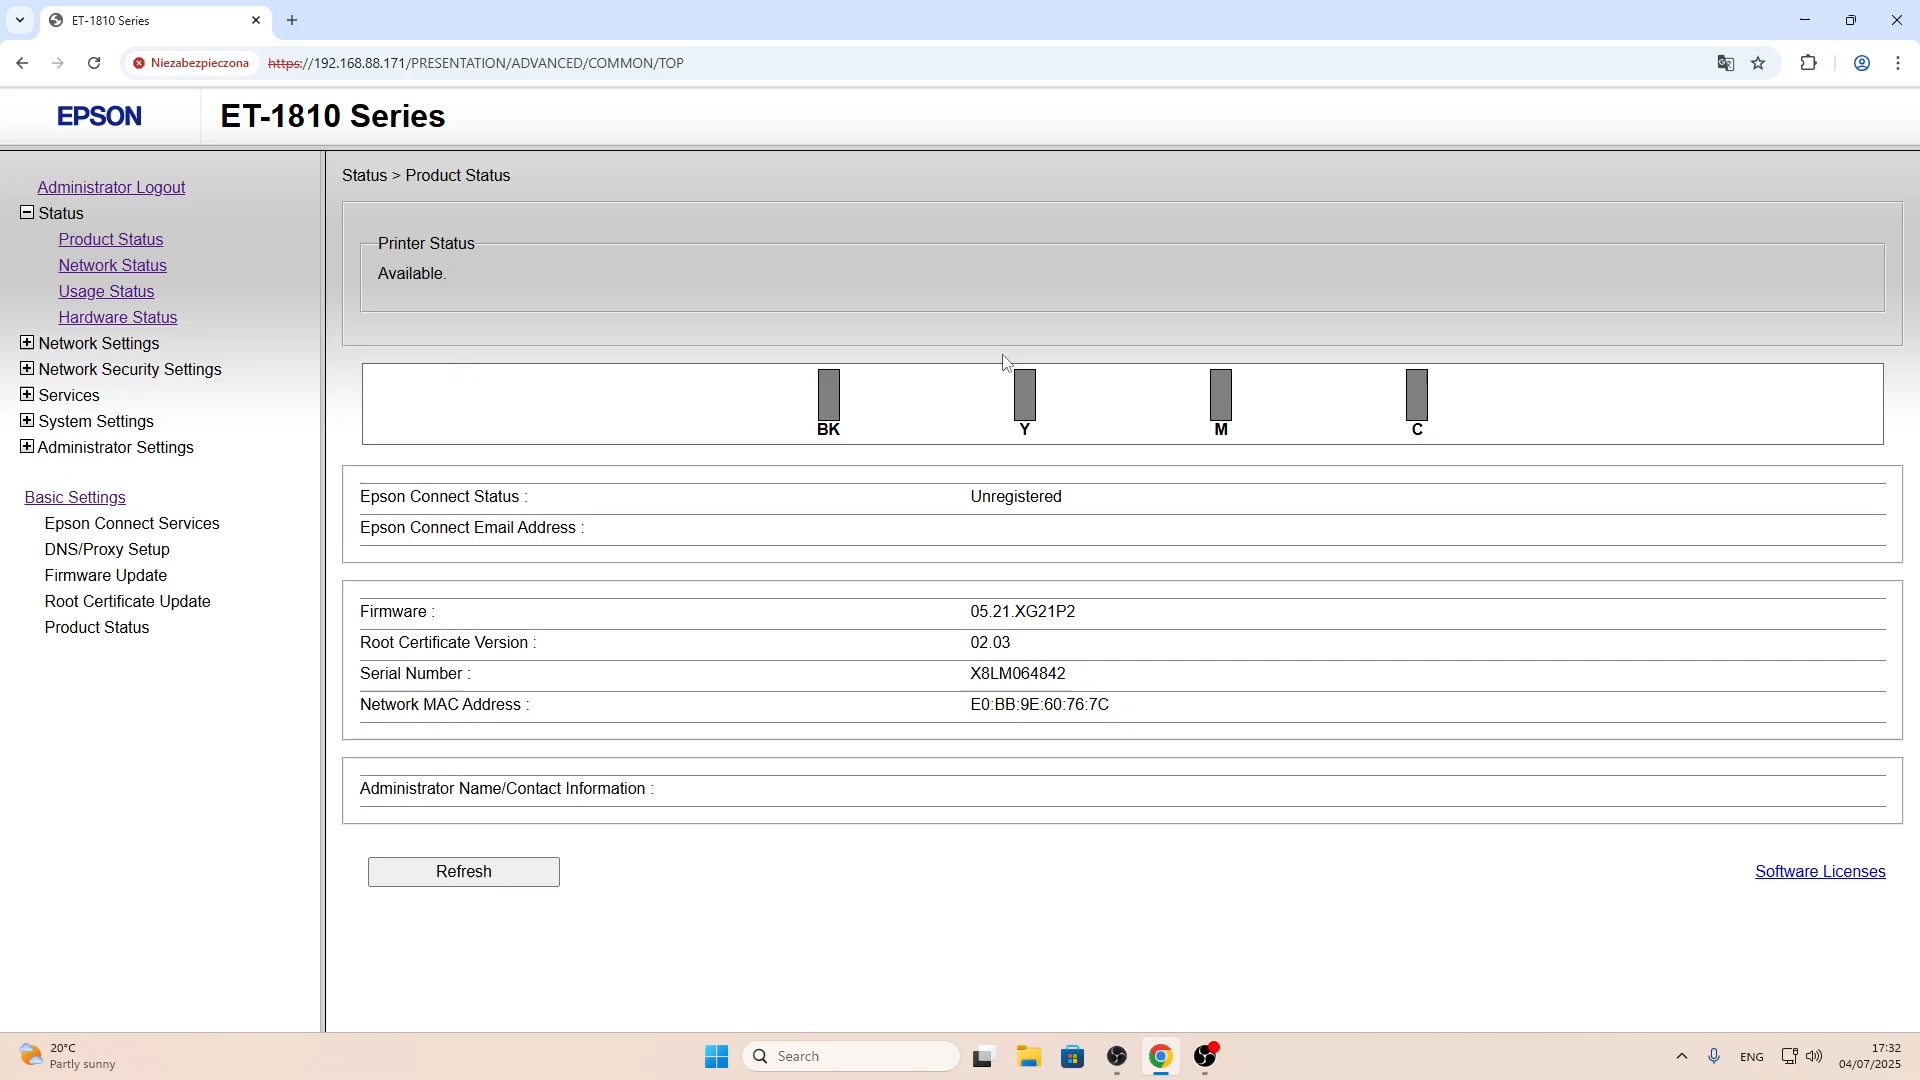 ET-1810 Series
Niezabezpieczona
https://192.168.88.171/PRESENTATION/ADVANCED/COMMON/TOP
EPSON
ET-1810 Series
Administrator Logout
Status
Product Status
Network Status
Usage Status
Hardware Status
Network Settings
Network Security Settings
Services
System Settings
Administrator Settings
Basic Settings
Epson Connect Services
DNS/Proxy Setup
Firmware Update
Root Certificate Update
Product Status
Status > Product Status
Printer Status
Available.
BK Y M C
Epson Connect Status : Unregistered
Epson Connect Email Address :
Firmware : 05.21.XG21P2
Root Certificate Version : 02.03
Serial Number : X8LM064842
Network MAC Address : E0:BB:9E:60:76:7C
Administrator Name/Contact Information :
Refresh
Software Licenses
20°C
Partly sunny
Search
ENG
17:32
04/07/2025